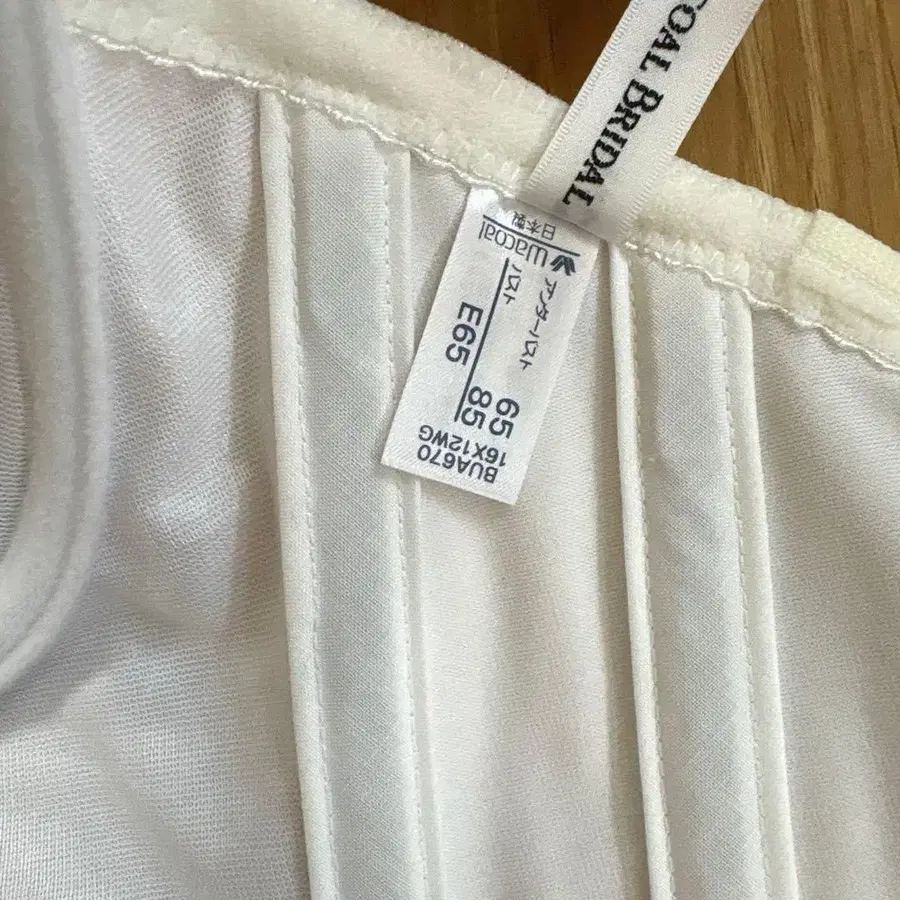 COAL BRIDAL
Wacoal
日本製
アンダーバスト 65
バスト 85
E65
BUA670
16X12WG